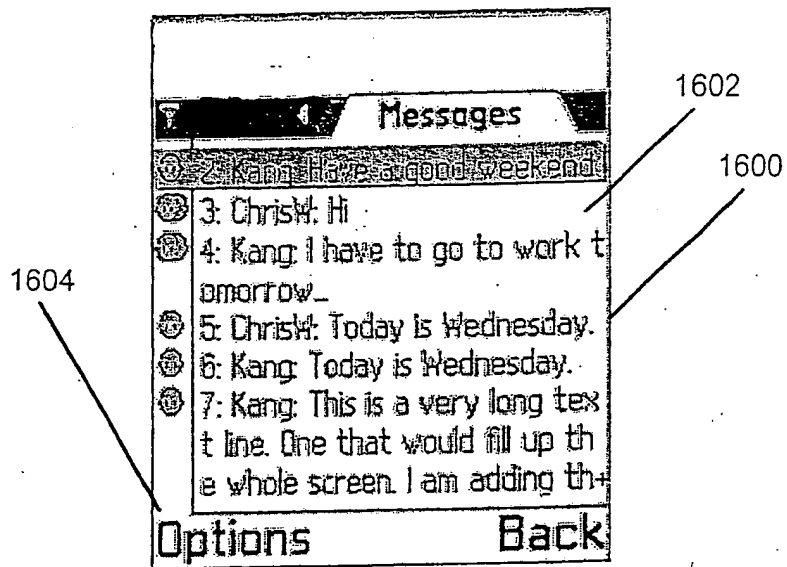 Messages
1602
2: Kang: Have a good weekend!
1600
3: ChrisW: Hi
4: Kang: I have to go to work t
1604
omorrow_
5: ChrisW: Today is Wednesday.
6: Kang: Today is Wednesday.
7: Kang: This is a very long tex
t line. One that would fill up th
e whole screen. I am adding th+
Options Back